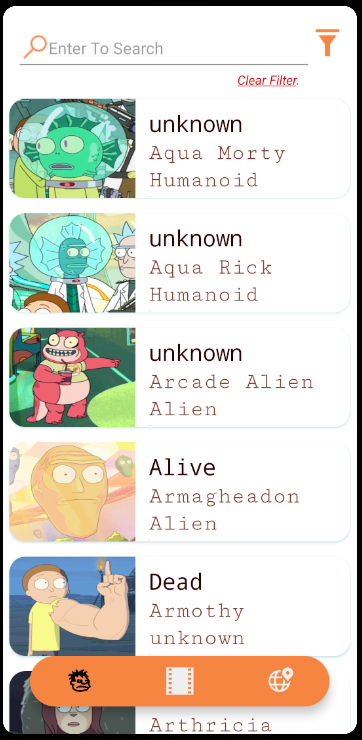 Enter To Search
Clear Filter.
unknown
Aqua Morty
Humanoid
unknown
Aqua Rick
Humanoid
unknown
Arcade Alien
Alien
Alive
Armagheadon
Alien
Dead
Armothy
unknown
Arthricia